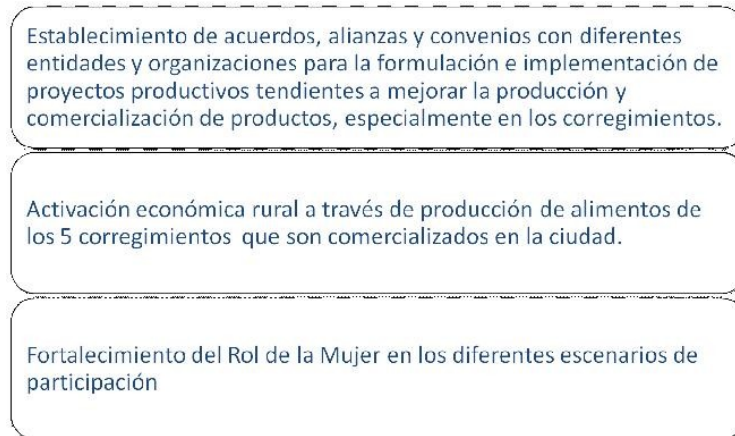 Establecimiento de acuerdos, alianzas y convenios con diferentes
entidades y organizaciones para la formulación e implementación de
proyectos productivos tendientes a mejorar la producción y
comercialización de productos, especialmente en los corregimientos.
Activación económica rural a través de producción de alimentos de
los 5 corregimientos que son comercializados en la ciudad.
Fortalecimiento del Rol de la Mujer en los diferentes escenarios de
participación